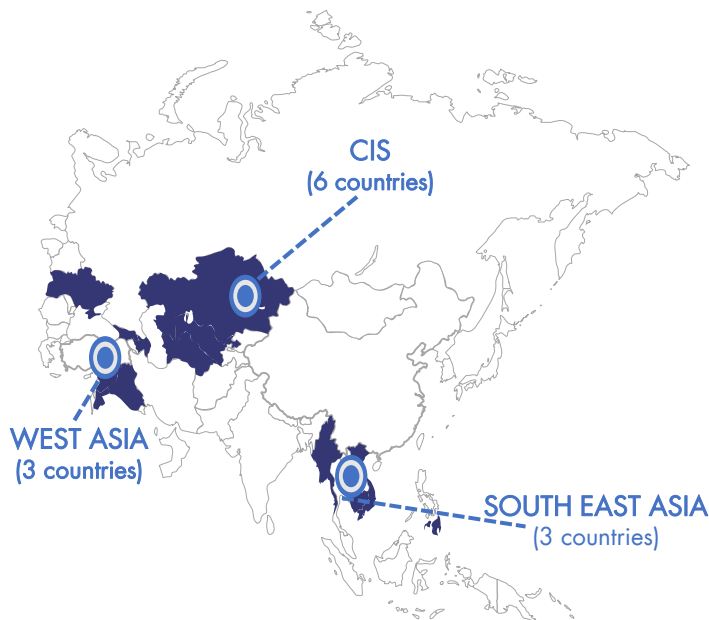 CIS
(6 countries)
WEST ASIA
(3 countries)
SOUTH EAST ASIA
(3 countries)